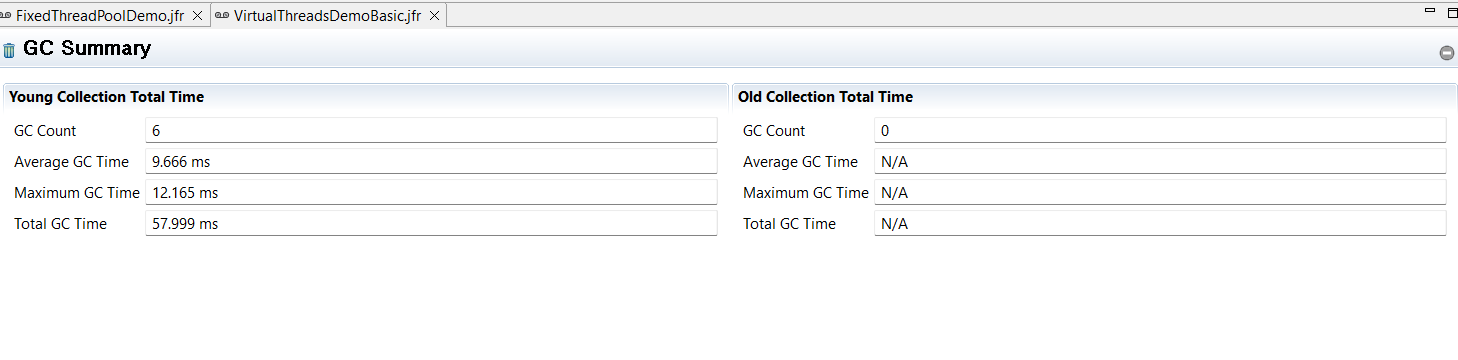 FixedThreadPoolDemo.jfr
VirtualThreadsDemoBasic.jfr
GC Summary
Young Collection Total Time
GC Count 6
Average GC Time 9.666 ms
Maximum GC Time 12.165 ms
Total GC Time 57.999 ms
Old Collection Total Time
GC Count 0
Average GC Time N/A
Maximum GC Time N/A
Total GC Time N/A